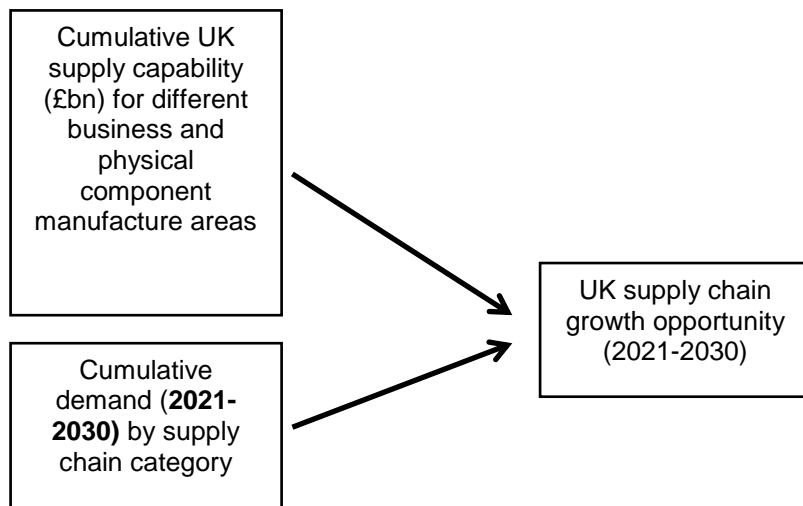 Cumulative UK
supply capability
(£bn) for different
business and
physical
component
manufacture areas
Cumulative
demand (2021-
2030) by supply
chain category
UK supply chain
growth opportunity
(2021-2030)